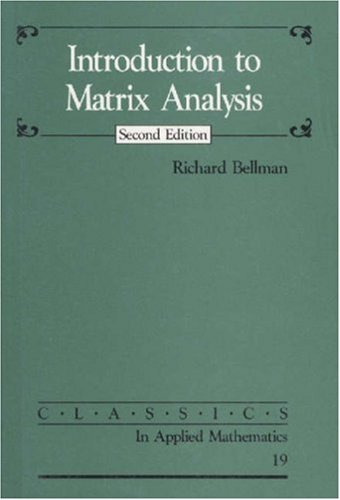 Introduction to
Matrix Analysis
Second Edition
Richard Bellman
C·L·A·S·S·I·C·S
In Applied Mathematics
19